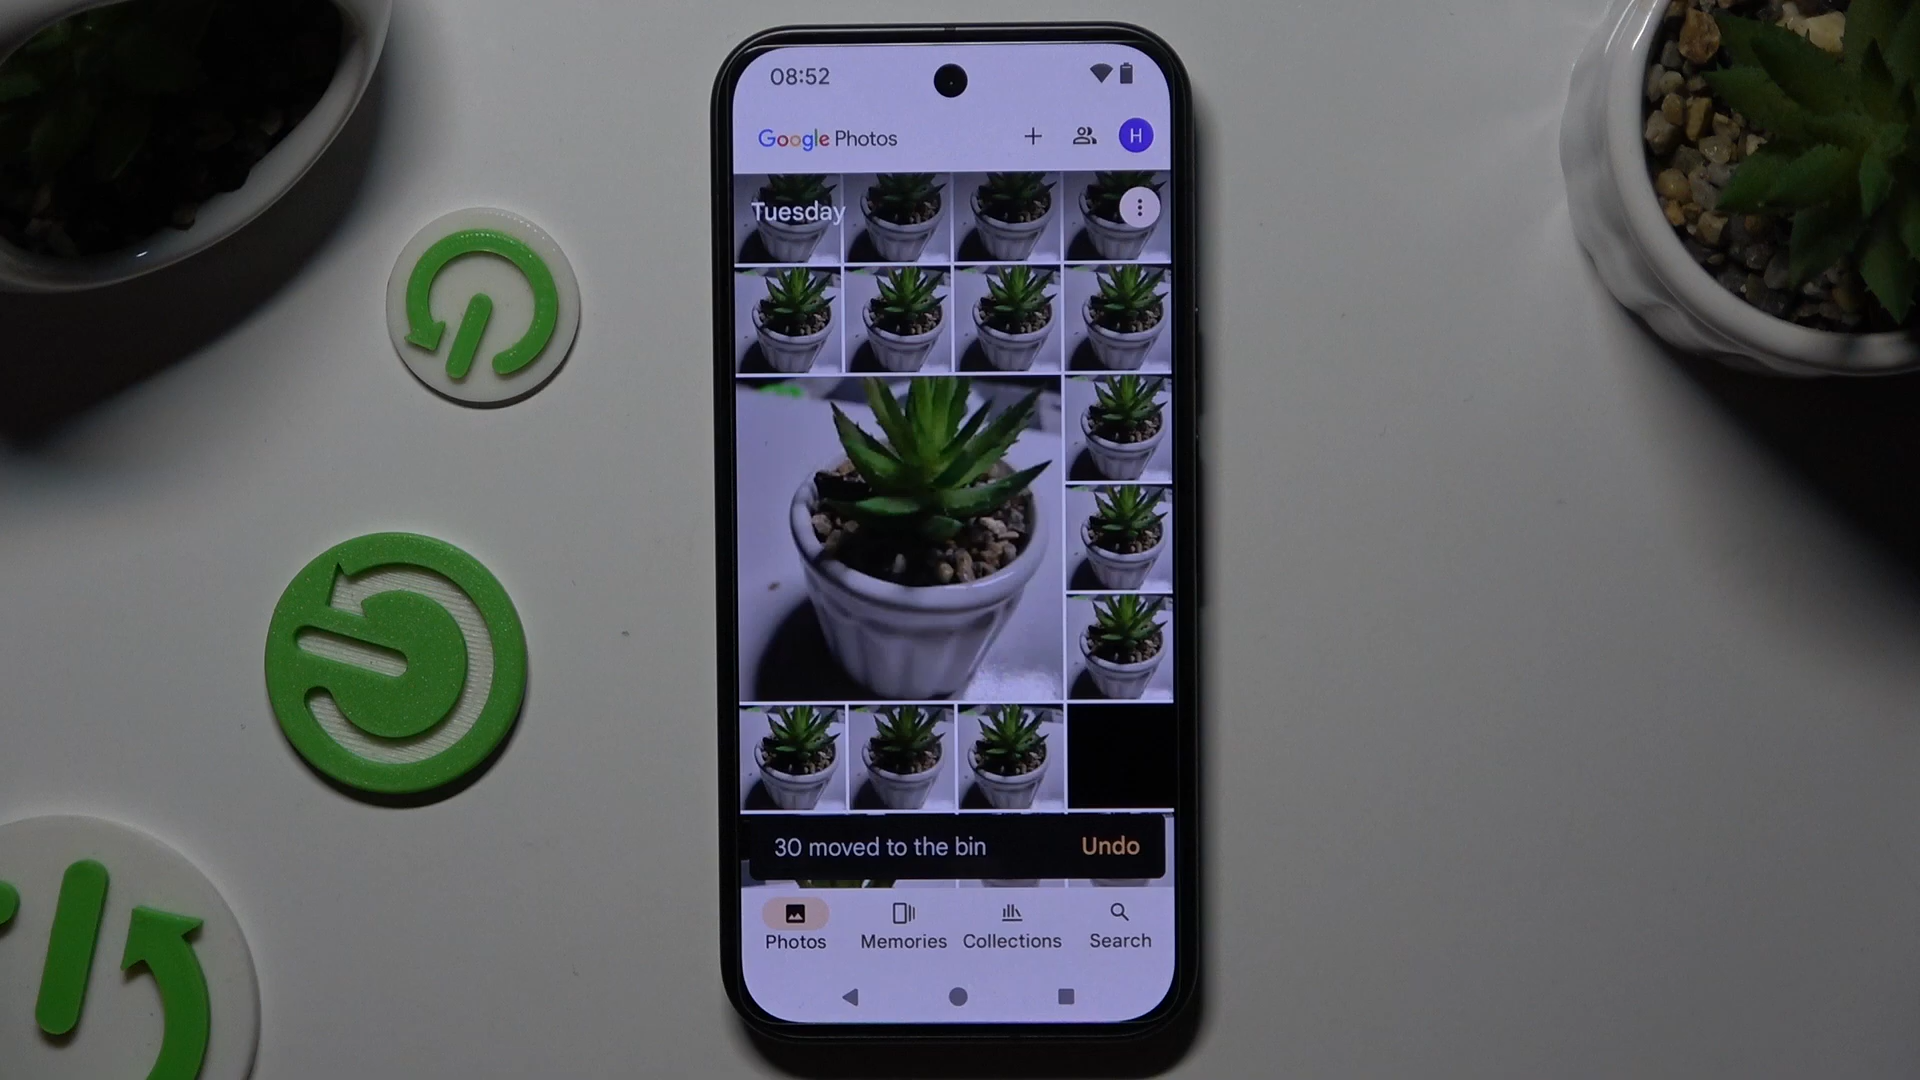 08:52
Google Photos
H
Tuesday
30 moved to the bin
Undo
Photos
Memories
Collections
Search